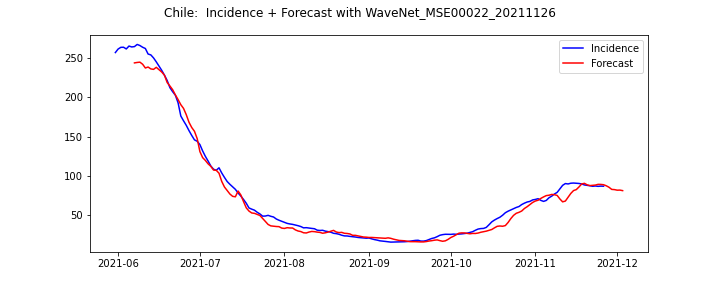 Chile:  Incidence + Forecast with WaveNet_MSE00022_20211126
Incidence
Forecast
250
200
150
100
50
2021-06 2021-07 2021-08 2021-09 2021-10 2021-11 2021-12